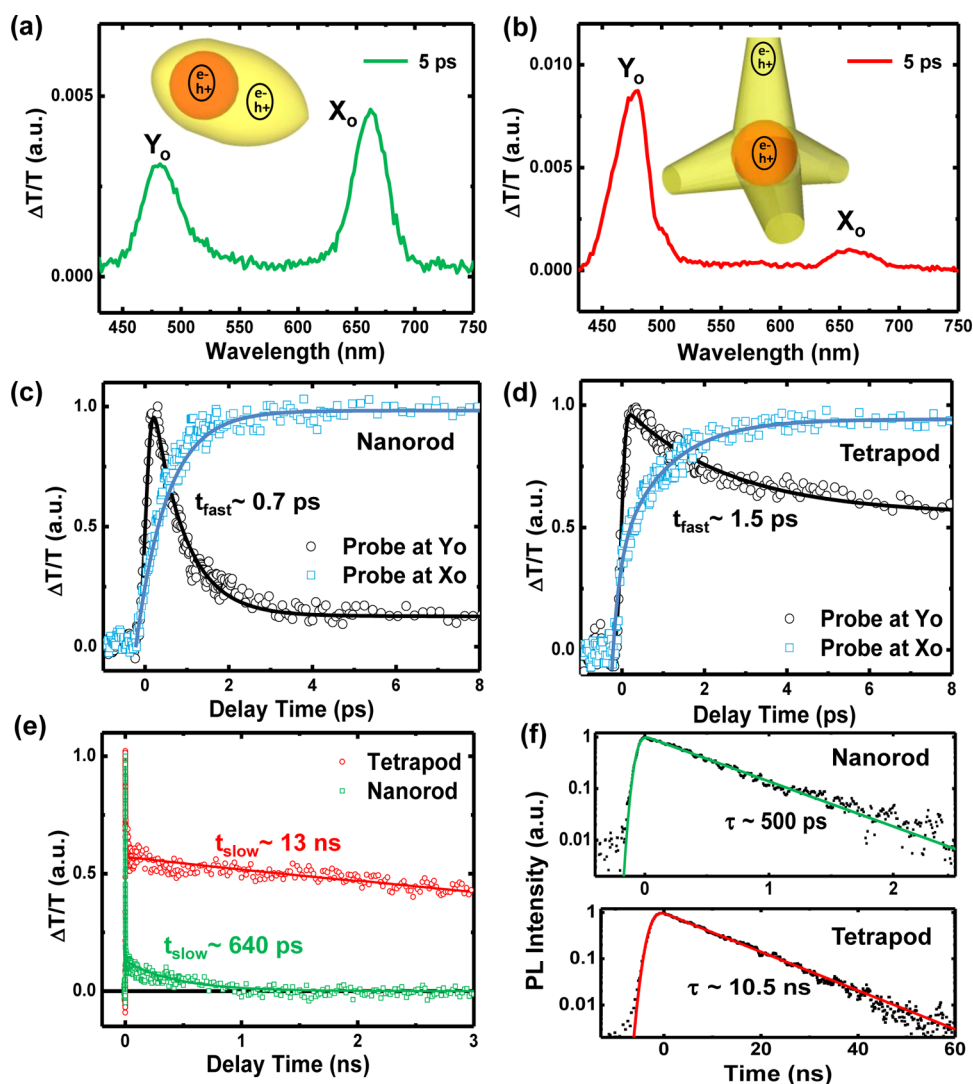 (a)
0.005
0.000
ΔT/T (a.u.)
e-
h+
e-
h+
5 ps
Yo
Xo
450 500 550 600 650 700 750
Wavelength (nm)
(b)
0.010
0.005
0.000
ΔT/T (a.u.)
e-
h+
e-
h+
5 ps
Yo
Xo
450 500 550 600 650 700 750
Wavelength (nm)
(c)
1.0
0.5
0.0
ΔT/T (a.u.)
Nanorod
tfast~ 0.7 ps
Probe at Yo
Probe at Xo
0 2 4 6 8
Delay Time (ps)
(d)
1.0
0.5
0.0
ΔT/T (a.u.)
Tetrapod
tfast~ 1.5 ps
Probe at Yo
Probe at Xo
0 2 4 6 8
Delay Time (ps)
(e)
1.0
0.5
0.0
ΔT/T (a.u.)
Tetrapod
Nanorod
tslow~ 13 ns
tslow~ 640 ps
0 1 2 3
Delay Time (ns)
(f)
PL Intensity (a.u.)
1
0.1
0.01
Nanorod
τ ~ 500 ps
0 1 2
1
0.1
0.01
Tetrapod
τ ~ 10.5 ns
0 20 40 60
Time (ns)